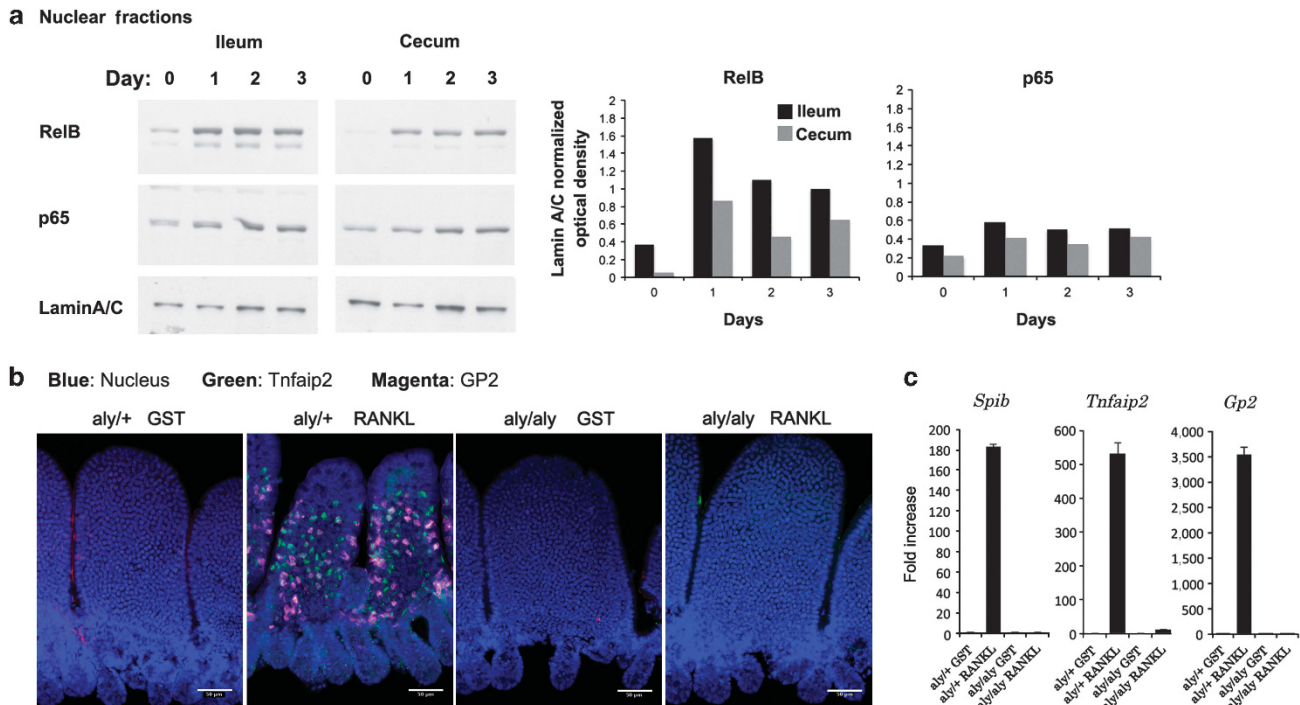 a Nuclear fractions
Ileum Cecum
Day: 0 1 2 3 0 1 2 3
RelB
p65
LaminA/C
RelB
Lamin A/C normalized
optical density
2
1.8
1.6
1.4
1.2
1
0.8
0.6
0.4
0.2
0
Ileum
Cecum
0 1 2 3
Days
p65
2
1.8
1.6
1.4
1.2
1
0.8
0.6
0.4
0.2
0
0 1 2 3
Days
b Blue: Nucleus Green: Tnfaip2 Magenta: GP2
aly/+ GST aly/+ RANKL aly/aly GST aly/aly RANKL
50 µm 50 µm 50 µm 50 µm
c
Spib
Fold increase
200
180
160
140
120
100
80
60
40
20
0
aly/+ GST
aly/+ RANKL
aly/aly GST
aly/aly RANKL
Tnfaip2
600
500
400
300
200
100
0
aly/+ GST
aly/+ RANKL
aly/aly GST
aly/aly RANKL
Gp2
4,000
3,500
3,000
2,500
2,000
1,500
1,000
500
0
aly/+ GST
aly/+ RANKL
aly/aly GST
aly/aly RANKL